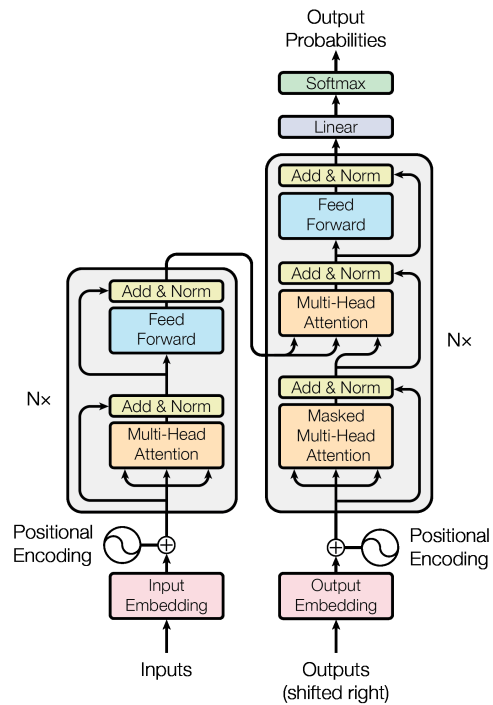 Output
Probabilities
Softmax
Linear
Add & Norm
Feed
Forward
Add & Norm
Multi-Head
Attention
Add & Norm
Masked
Multi-Head
Attention
N×
Add & Norm
Feed
Forward
Add & Norm
Multi-Head
Attention
N×
Positional
Encoding
Positional
Encoding
Input
Embedding
Output
Embedding
Inputs
Outputs
(shifted right)